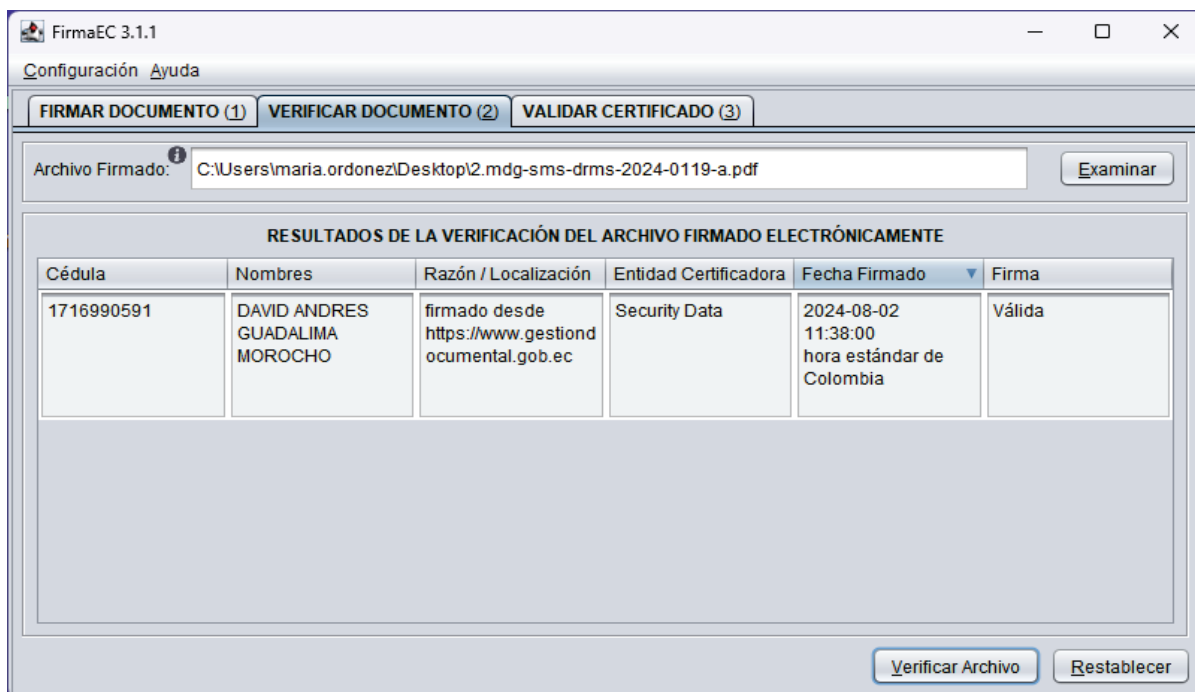 FirmaEC 3.1.1
Configuración Ayuda
FIRMAR DOCUMENTO (1) VERIFICAR DOCUMENTO (2) VALIDAR CERTIFICADO (3)
Archivo Firmado: C:\Users\maria.ordonez\Desktop\2.mdg-sms-drms-2024-0119-a.pdf Examinar
RESULTADOS DE LA VERIFICACIÓN DEL ARCHIVO FIRMADO ELECTRÓNICAMENTE
Cédula Nombres Razón / Localización Entidad Certificadora Fecha Firmado Firma
1716990591 DAVID ANDRES firmado desde Security Data 2024-08-02 Válida
GUADALIMA https://www.gestiond 11:38:00
MOROCHO ocumental.gob.ec hora estándar de
Colombia
Verificar Archivo Restablecer